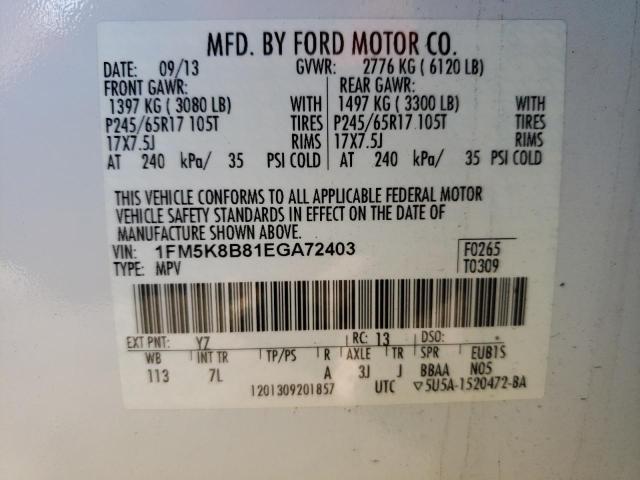 MFD. BY FORD MOTOR CO.
DATE: 09/13 GVWR: 2776 KG ( 6120 LB)
FRONT GAWR: REAR GAWR:
1397 KG ( 3080 LB) WITH 1497 KG ( 3300 LB) WITH
P245/65R17 105T TIRES P245/65R17 105T TIRES
17X7.5J RIMS 17X7.5J RIMS
AT 240 kPa/ 35 PSI COLD AT 240 kPa/ 35 PSI COLD
THIS VEHICLE CONFORMS TO ALL APPLICABLE FEDERAL MOTOR
VEHICLE SAFETY STANDARDS IN EFFECT ON THE DATE OF
MANUFACTURE SHOWN ABOVE.
VIN: 1FM5K8B81EGA72403 F0265
TYPE: MPV T0309
EXT PNT: YZ RC: 13 DSO:
WB INT TR TP/PS R AXLE TR SPR EUB1S
113 7L A 3J J BBAA N05
1201309201857 UTC ▽5U5A-1520472-BA